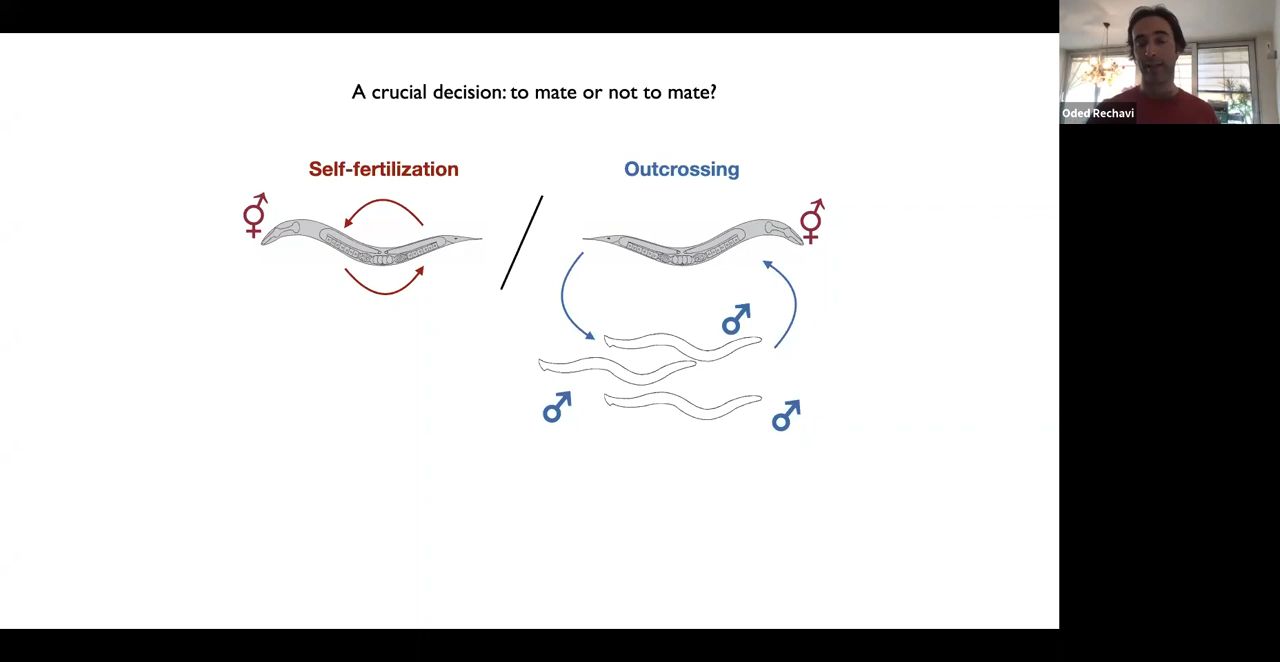 A crucial decision: to mate or not to mate?
Self-fertilization
Outcrossing
Oded Rechavi